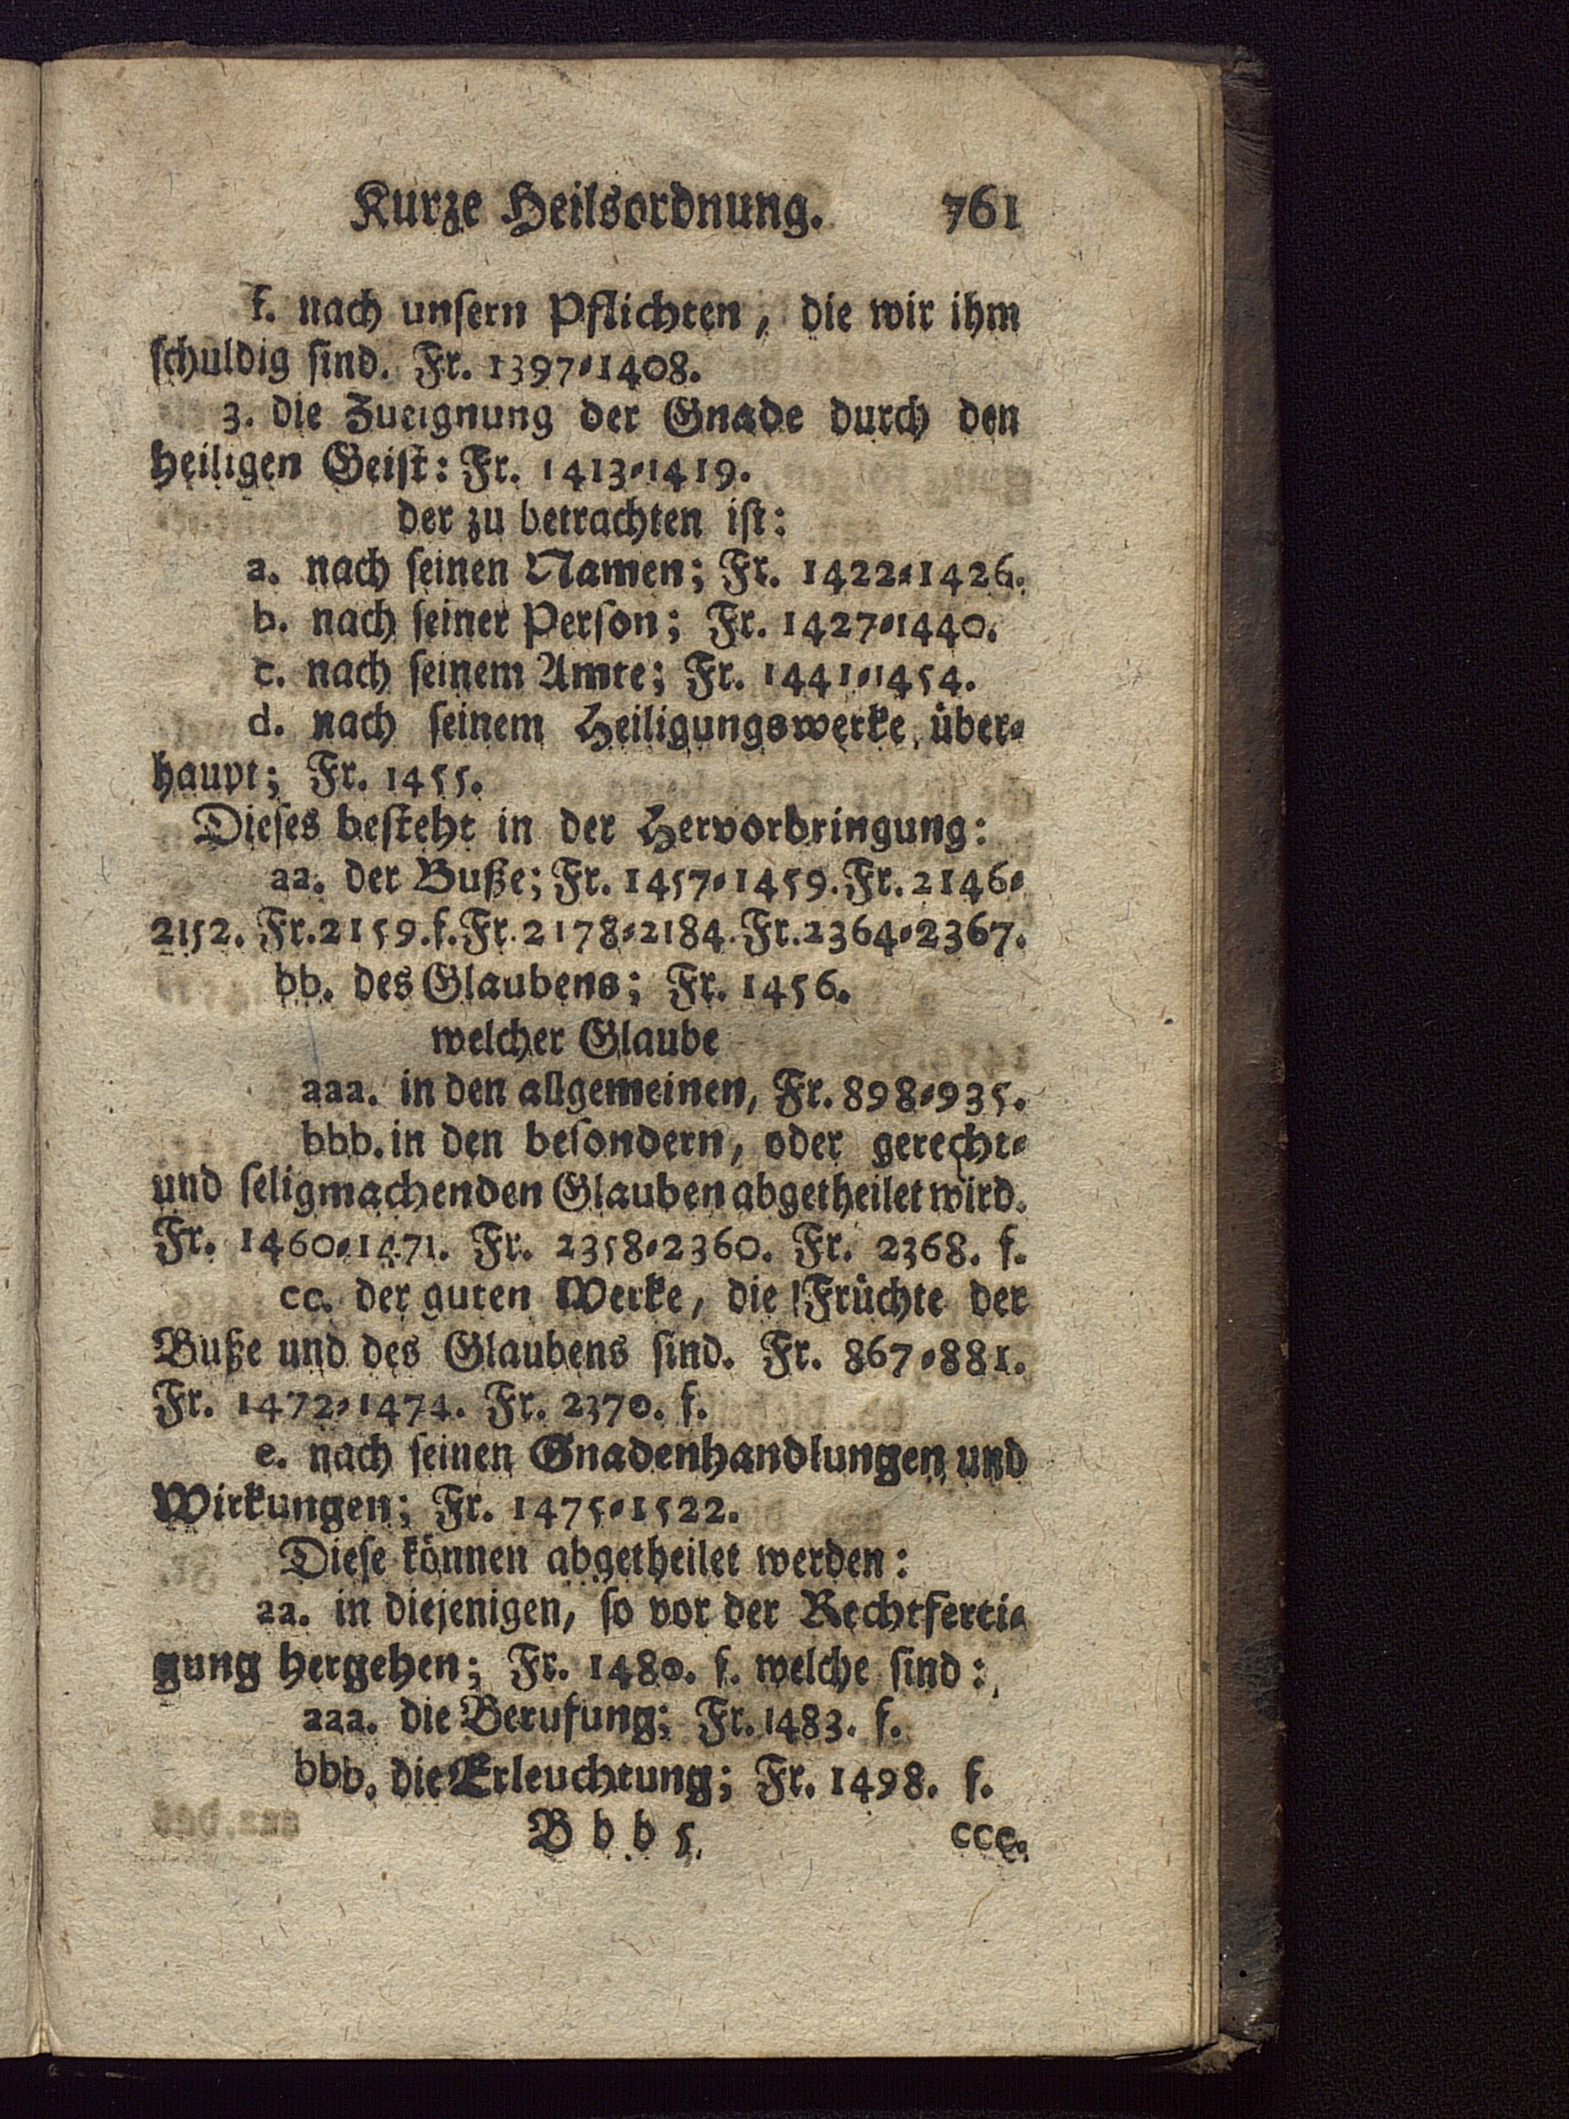 Kurze Heilsordnung. 761
f. nach unſern Pflichten, die wir ihm
ſchuldig ſind. Fr. 1397⸗1408.
3. die Zueignung der Gnade durch den
heiligen Geiſt: Fr. 1413⸗1419.
der zu betrachten iſt:
a. nach ſeinen Namen; Fr. 1422⸗1426.
b. nach ſeiner Perſon; Fr. 1427⸗1440.
c. nach ſeinem Amte; Fr. 1441⸗1454.
d. nach ſeinem Heiligungswerke über⸗
haupt; Fr. 1455.
Dieſes beſteht in der Hervorbringung:
aa. der Buße; Fr. 1457⸗1459. Fr. 2146⸗
2152. Fr. 2159. f. Fr. 2178⸗2184. Fr. 2364⸗2367.
bb. des Glaubens; Fr. 1456.
welcher Glaube
aaa. in den allgemeinen, Fr. 898⸗935.
bbb. in den beſondern, oder gerecht⸗
und ſeligmachenden Glauben abgetheilet wird.
Fr. 1460⸗1471. Fr. 2358⸗2360. Fr. 2368. f.
cc. der guten Werke, die Früchte der
Buße und des Glaubens ſind. Fr. 867⸗881.
Fr. 1472⸗1474. Fr. 2370. f.
e. nach ſeinen Gnadenhandlungen und
Wirkungen; Fr. 1475⸗1522.
Dieſe können abgetheilet werden:
aa. in diejenigen, ſo vor der Rechtferti⸗
gung hergehen; Fr. 1480. f. welche ſind:
aaa. die Berufung; Fr. 1483. f.
bbb. die Erleuchtung; Fr. 1498. f.
B b b 5. ccc.